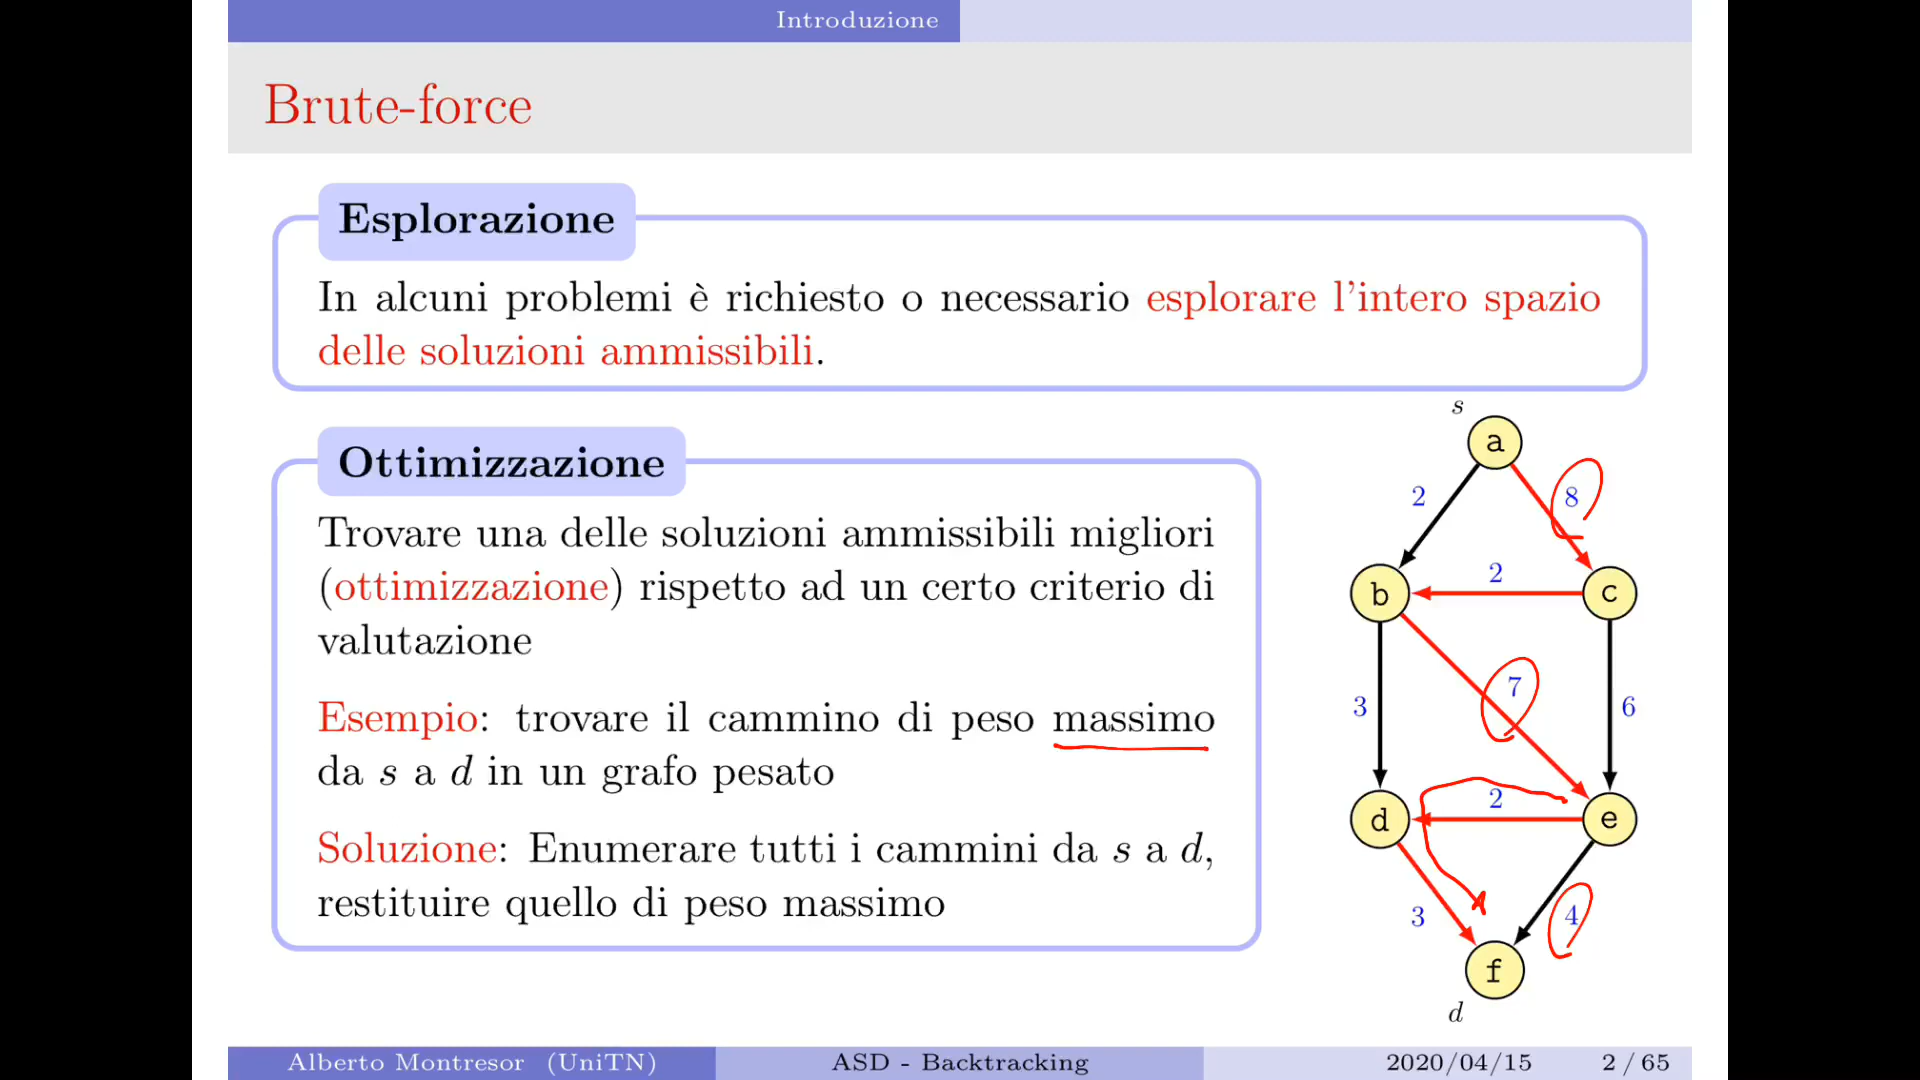 Introduzione
Brute-force
Esplorazione
In alcuni problemi è richiesto o necessario esplorare l'intero spazio
delle soluzioni ammissibili.
Ottimizzazione
Trovare una delle soluzioni ammissibili migliori
(ottimizzazione) rispetto ad un certo criterio di
valutazione
Esempio: trovare il cammino di peso massimo
da s a d in un grafo pesato
Soluzione: Enumerare tutti i cammini da s a d,
restituire quello di peso massimo
s
a
2 8
2
b c
7
3 6
2
d e
3 4
f
d
Alberto Montresor (UniTN) ASD - Backtracking 2020/04/15 2 / 65